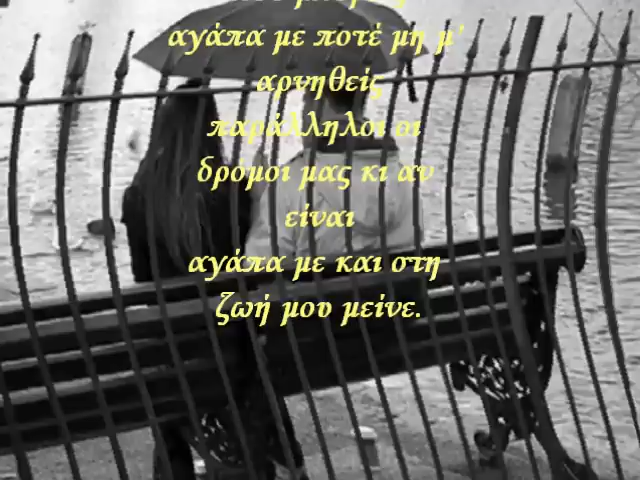 αγάπα με ποτέ μη μ'
αρνηθείς
παράλληλοι οι
δρόμοι μας κι αν
είναι
αγάπα με και στη
ζωή μου μείνε.